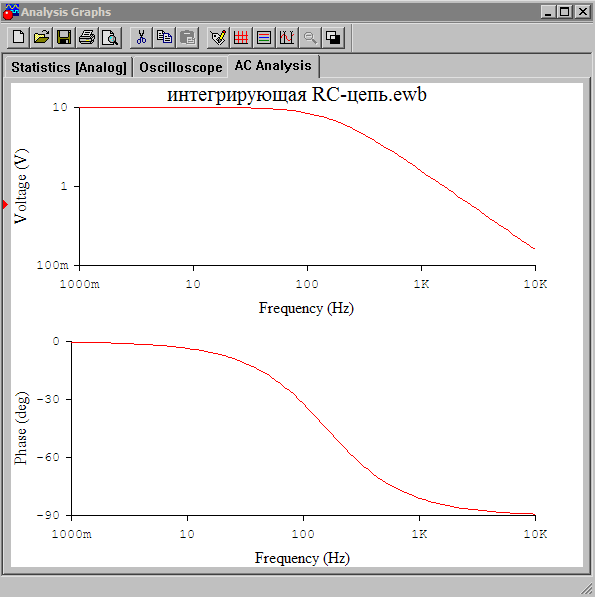 Analysis Graphs
Statistics [Analog] Oscilloscope AC Analysis
интегрирующая RC-цепь.ewb
Voltage (V)
10
1
100m
1000m 10 100 1K 10K
Frequency (Hz)
Phase (deg)
0
-30
-60
-90
1000m 10 100 1K 10K
Frequency (Hz)